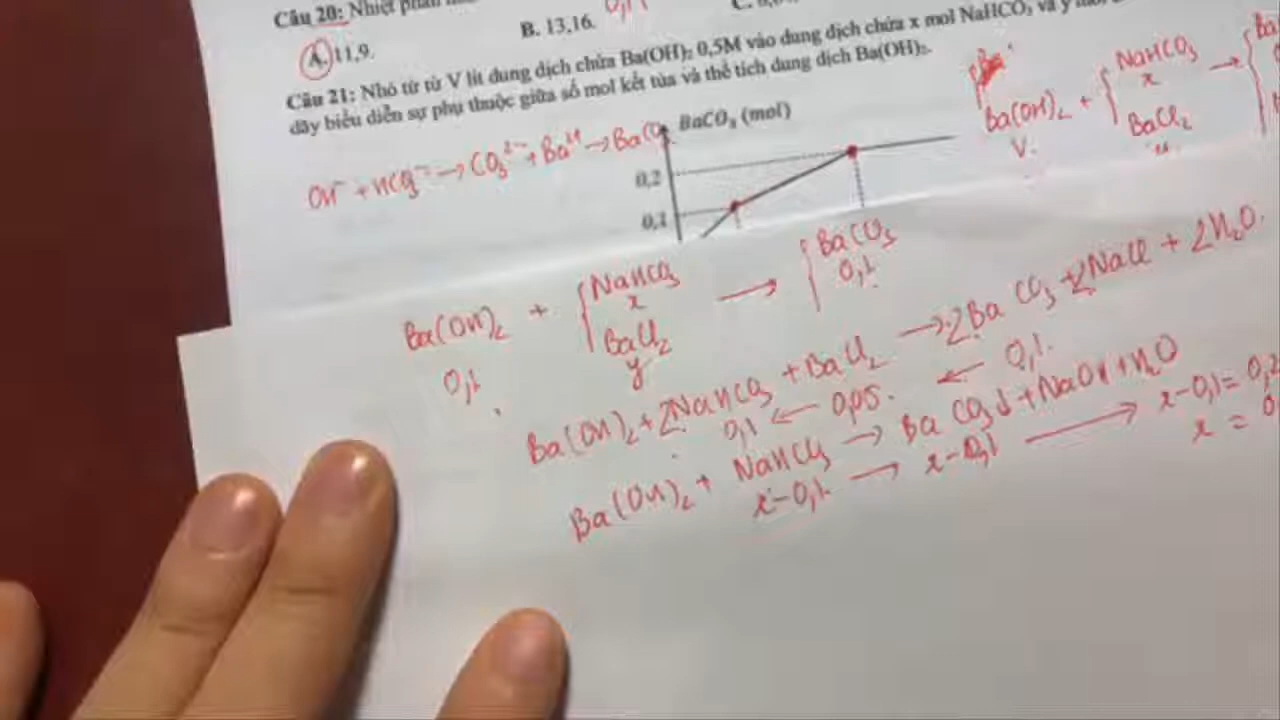 Câu 20: Nhiệt phân
A. 11,9.
B. 13,16.
0,1
C.
Câu 21: Nhỏ từ từ V lít dung dịch chứa Ba(OH)₂ 0,5M vào dung dịch chứa x mol NaHCO₃ và y mol
đây biểu diễn sự phụ thuộc giữa số mol kết tủa và thể tích dung dịch Ba(OH)₂.
OH⁻ + HCO₃⁻ → CO₃²⁻ + Ba²⁺ → BaCO
BaCO₃ (mol)
0,2
0,1
Ba(OH)₂ + NaHCO₃ →
V. x
BaCl₂
Ba(OH)₂ + NaHCO₃ → BaCO₃
0,1 x 0,1
BaCl₂
y
Ba(OH)₂ + 2NaHCO₃ + BaCl₂ → 2BaCO₃ + 2NaCl + 2H₂O.
0,1 ← 0,05. ← 0,1.
Ba(OH)₂ + NaHCO₃ → BaCO₃↓ + NaOH + H₂O
x-0,1 → x-0,1 → x-0,1 = 0,2
x = 0